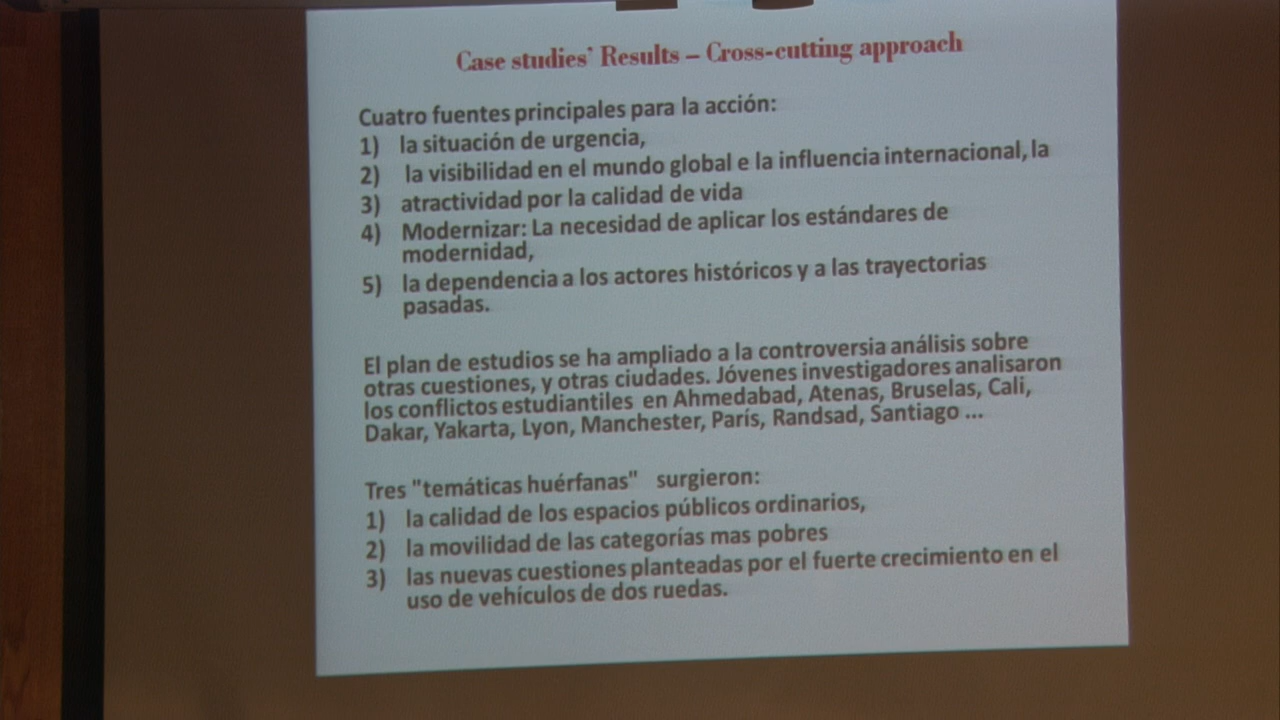 Case studies' Results – Cross-cutting approach
Cuatro fuentes principales para la acción:
1) la situación de urgencia,
2) la visibilidad en el mundo global e la influencia internacional, la
3) atractividad por la calidad de vida
4) Modernizar: La necesidad de aplicar los estándares de
modernidad,
5) la dependencia a los actores históricos y a las trayectorias
pasadas.
El plan de estudios se ha ampliado a la controversia análisis sobre
otras cuestiones, y otras ciudades. Jóvenes investigadores analisaron
los conflictos estudiantiles en Ahmedabad, Atenas, Bruselas, Cali,
Dakar, Yakarta, Lyon, Manchester, París, Randsad, Santiago ...
Tres "temáticas huérfanas" surgieron:
1) la calidad de los espacios públicos ordinarios,
2) la movilidad de las categorías mas pobres
3) las nuevas cuestiones planteadas por el fuerte crecimiento en el
uso de vehículos de dos ruedas.